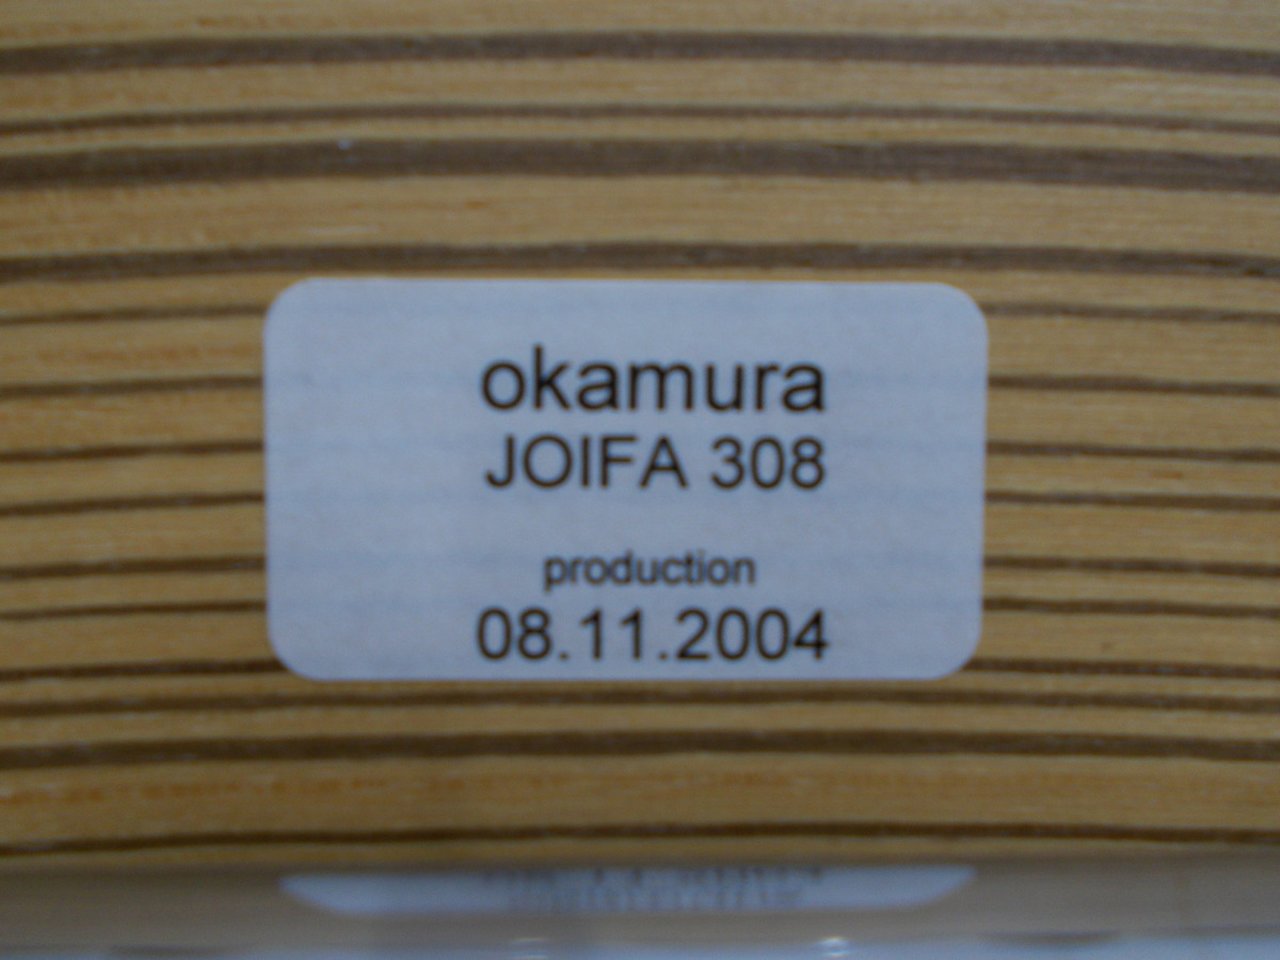 okamura
JOIFA 308
production
08.11.2004